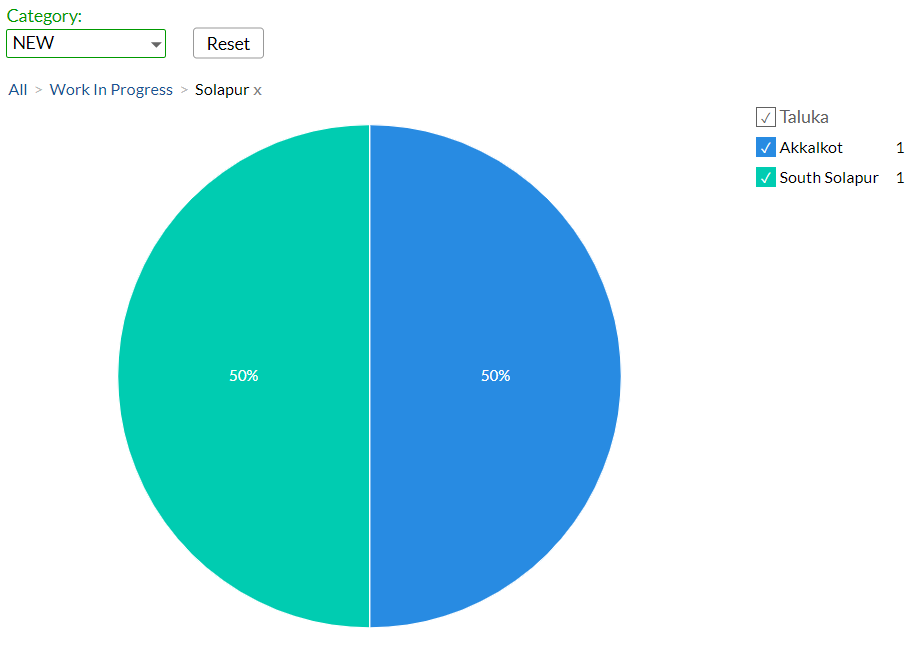 Category:
NEW
Reset
All > Work In Progress > Solapur x
Taluka
Akkalkot 1
South Solapur 1
50% 50%